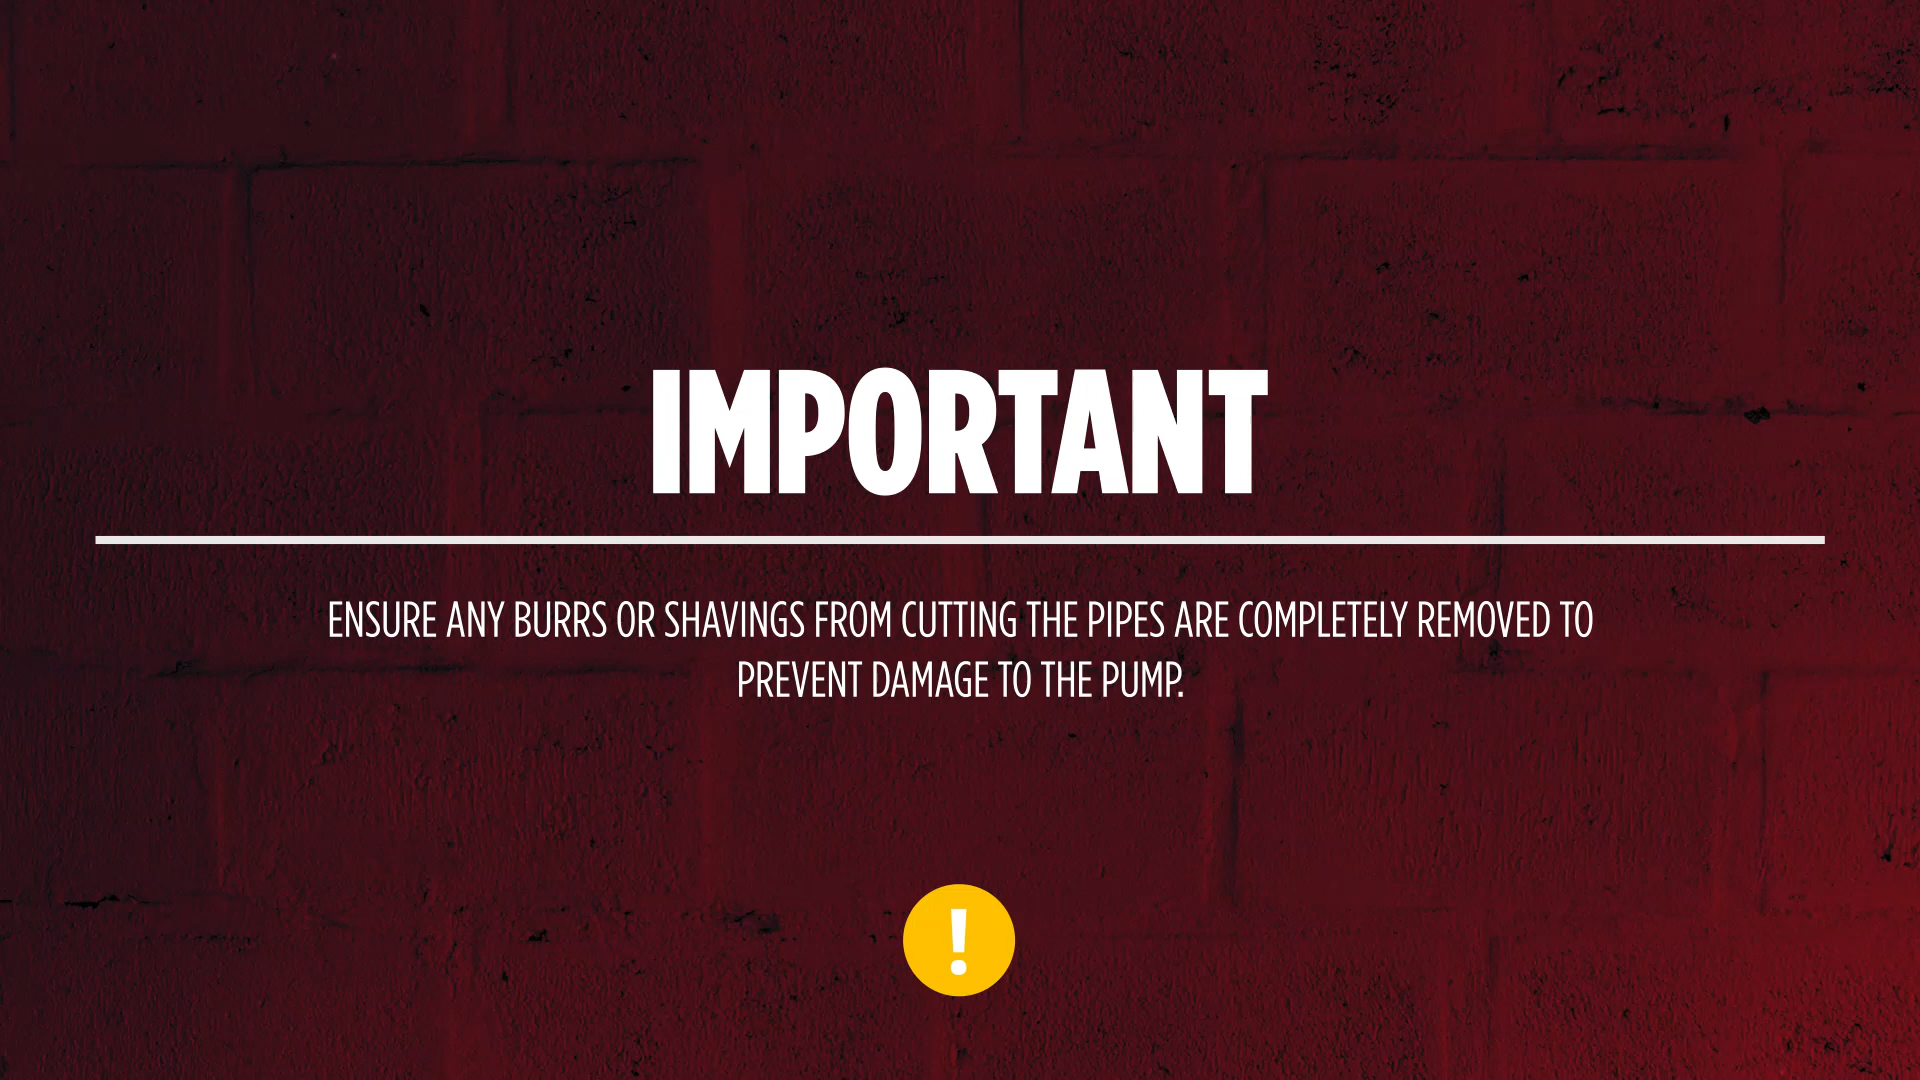 IMPORTANT
ENSURE ANY BURRS OR SHAVINGS FROM CUTTING THE PIPES ARE COMPLETELY REMOVED TO
PREVENT DAMAGE TO THE PUMP.
!